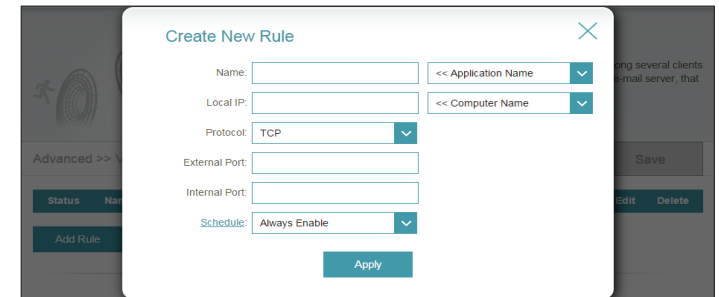 Create New Rule
Name: << Application Name
Local IP: << Computer Name
Protocol: TCP
External Port:
Internal Port:
Schedule: Always Enable
Apply
ong several clients
e-mail server, that
Advanced >> V
Save
Status Nar Edit Delete
Add Rule